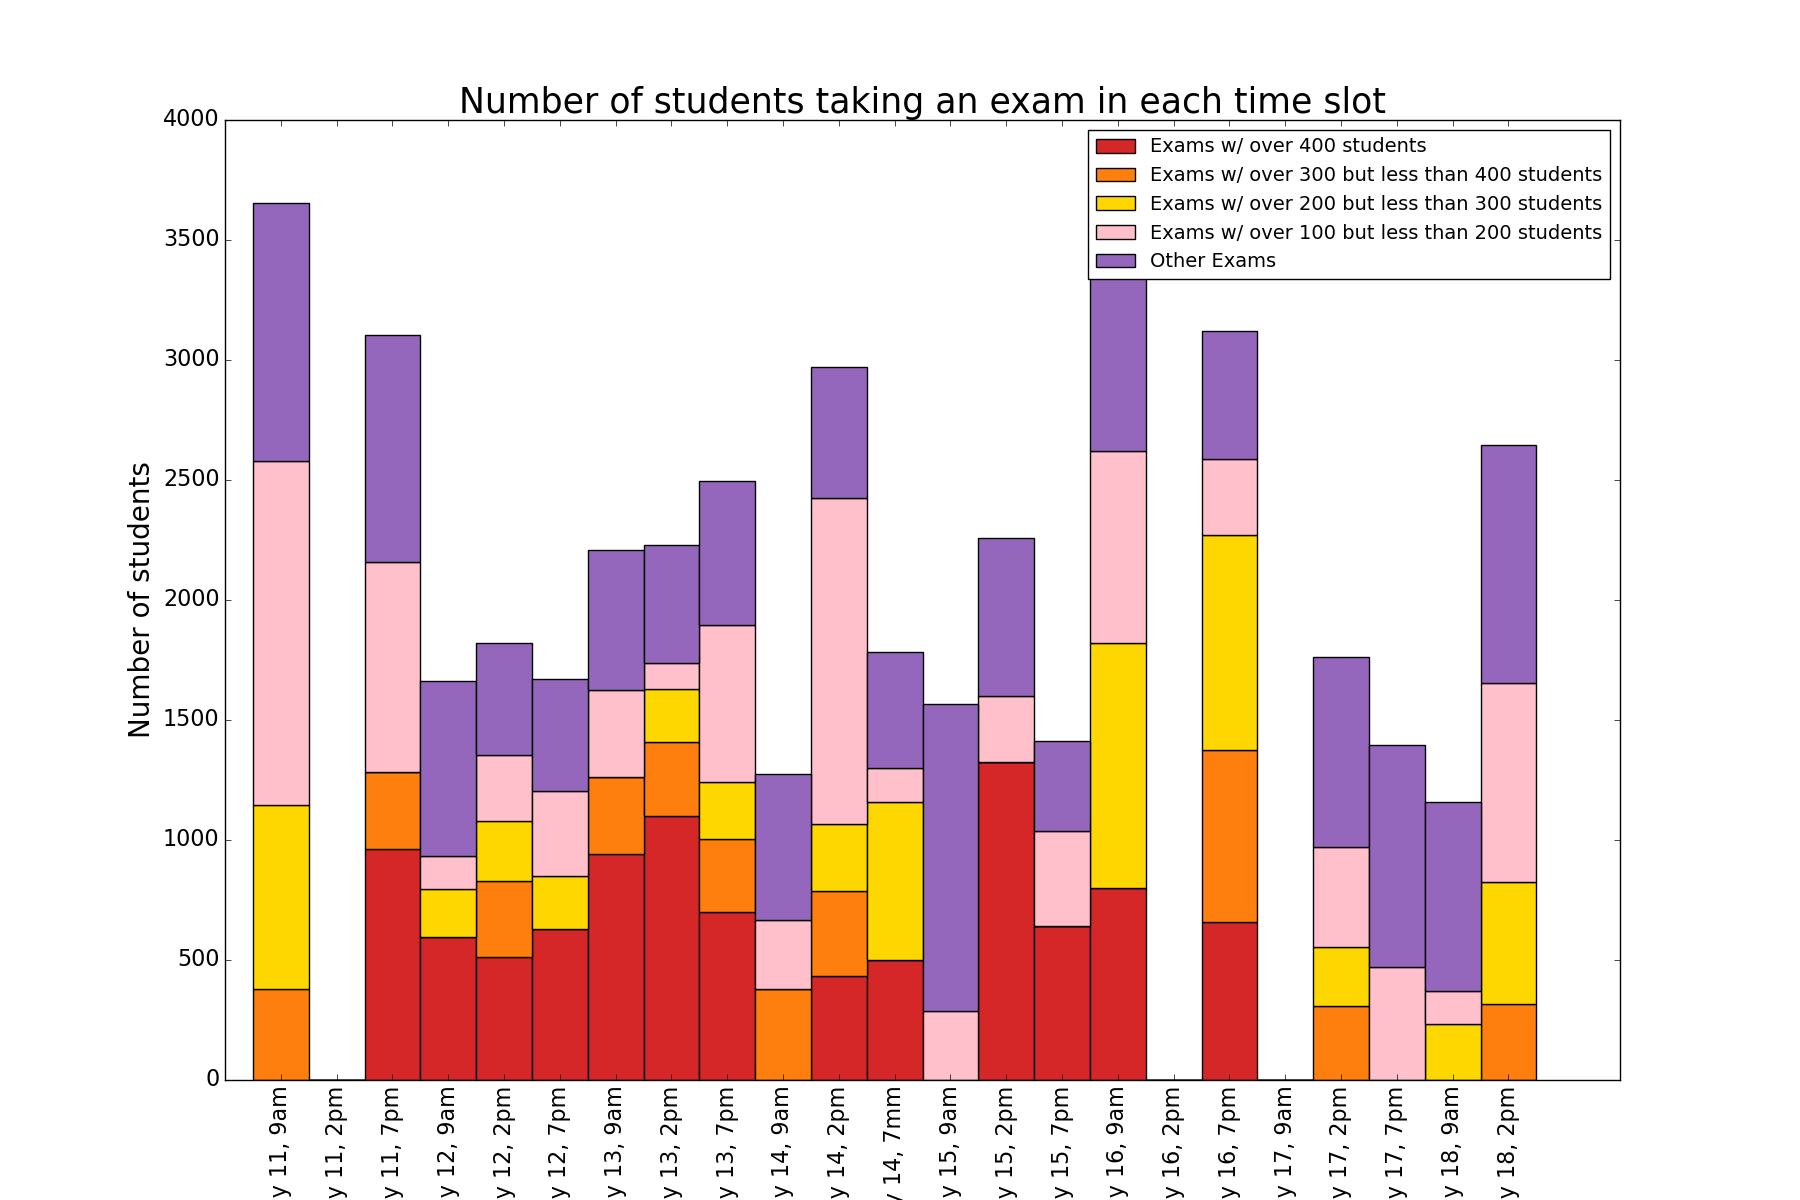 Number of students taking an exam in each time slot
Exams w/ over 400 students
Exams w/ over 300 but less than 400 students
Exams w/ over 200 but less than 300 students
Exams w/ over 100 but less than 200 students
Other Exams
Number of students
4000
3500
3000
2500
2000
1500
1000
500
0
y 11, 9am
y 11, 2pm
y 11, 7pm
y 12, 9am
y 12, 2pm
y 12, 7pm
y 13, 9am
y 13, 2pm
y 13, 7pm
y 14, 9am
y 14, 2pm
y 14, 7mm
y 15, 9am
y 15, 2pm
y 15, 7pm
y 16, 9am
y 16, 2pm
y 16, 7pm
y 17, 9am
y 17, 2pm
y 17, 7pm
y 18, 9am
y 18, 2pm